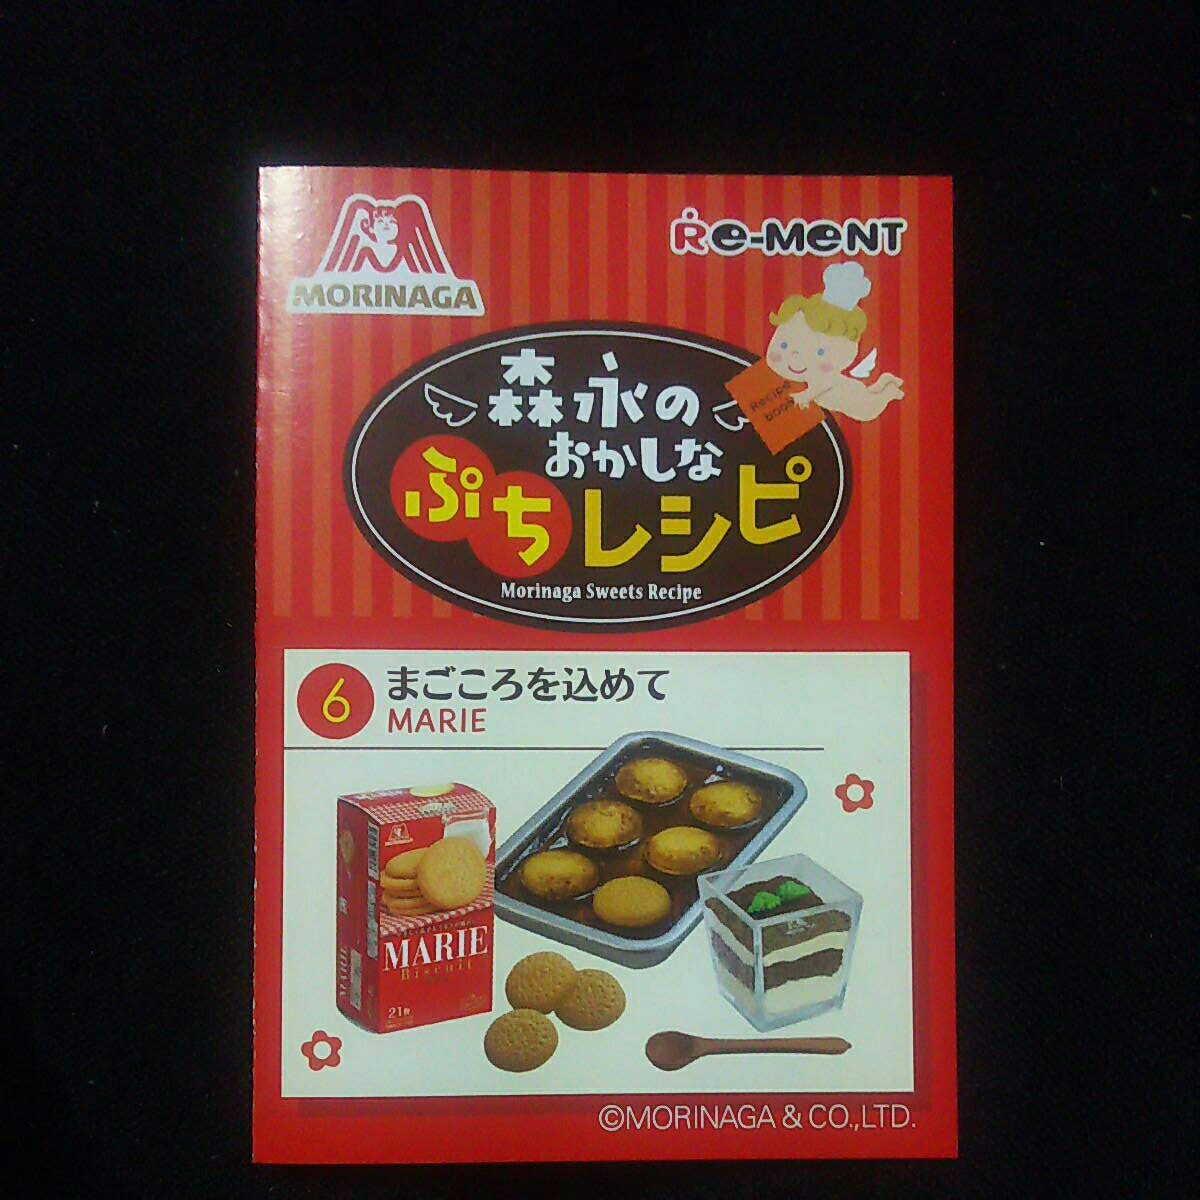 MORINAGA
Re-MeNT
Recipe
book
森永の
おかしな
ぷちレシピ
Morinaga Sweets Recipe
6 まごころを込めて
MARIE
MARIE
Biscuit
21枚
MARIE
©MORINAGA & CO.,LTD.